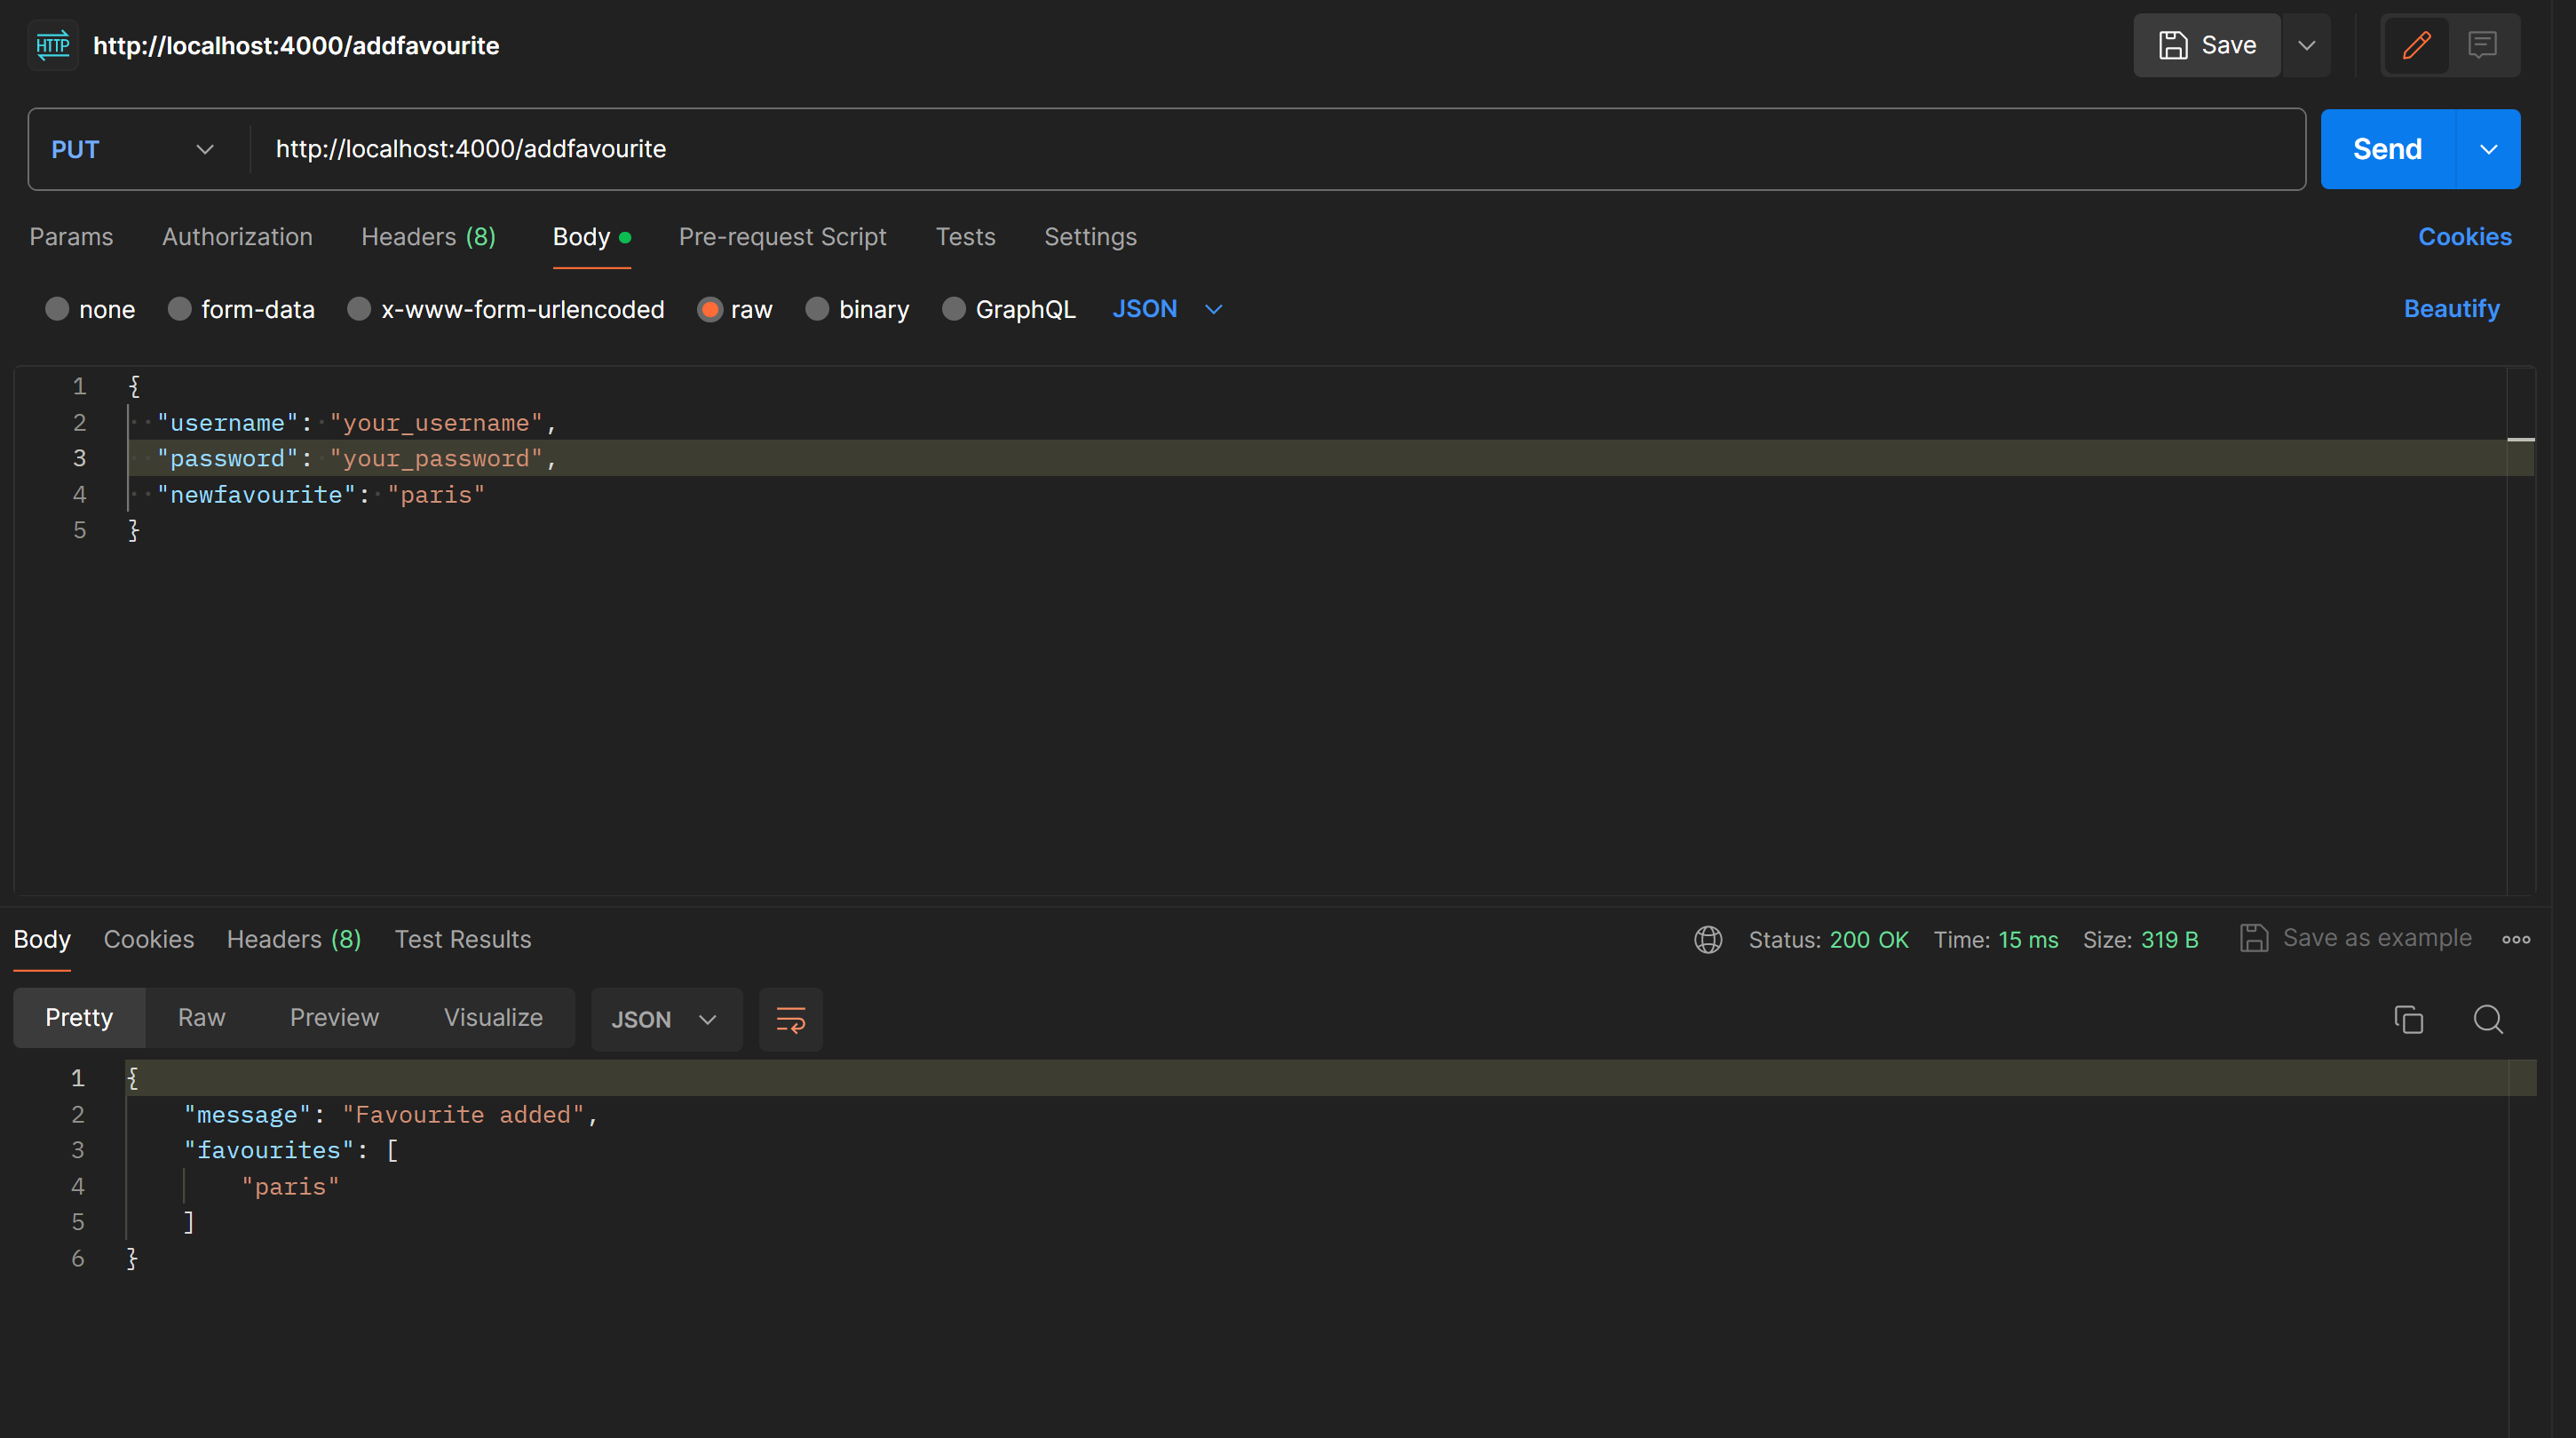 HTTP http://localhost:4000/addfavourite Save
PUT http://localhost:4000/addfavourite Send
Params Authorization Headers (8) Body Pre-request Script Tests Settings Cookies
none form-data x-www-form-urlencoded raw binary GraphQL JSON Beautify
1 {
2 "username": "your_username",
3 "password": "your_password",
4 "newfavourite": "paris"
5 }
Body Cookies Headers (8) Test Results Status: 200 OK Time: 15 ms Size: 319 B Save as example
Pretty Raw Preview Visualize JSON
1 {
2 "message": "Favourite added",
3 "favourites": [
4 "paris"
5 ]
6 }